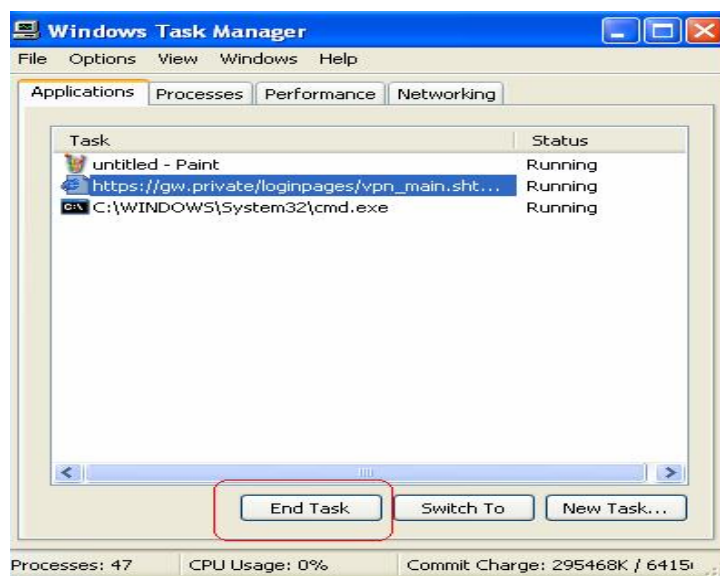 Windows Task Manager
File Options View Windows Help
Applications Processes Performance Networking
Task Status
untitled - Paint Running
https://gw.private/loginpages/vpn_main.sht... Running
C:\WINDOWS\System32\cmd.exe Running
End Task Switch To New Task...
Processes: 47 CPU Usage: 0% Commit Charge: 295468K / 6415